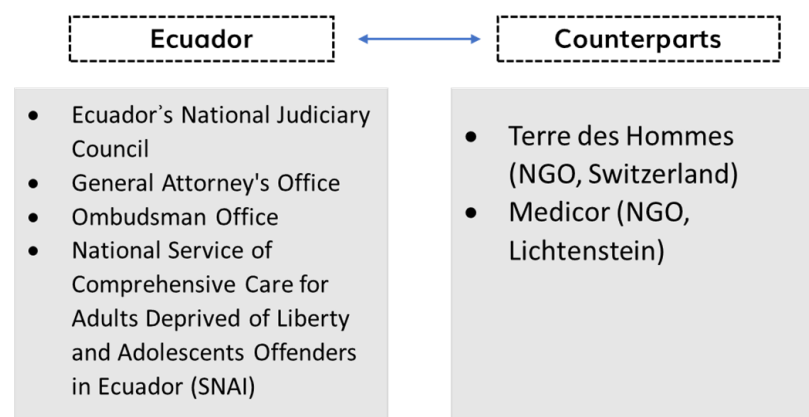 Ecuador
Counterparts
• Ecuador's National Judiciary
Council
• General Attorney's Office
• Ombudsman Office
• National Service of
Comprehensive Care for
Adults Deprived of Liberty
and Adolescents Offenders
in Ecuador (SNAI)
• Terre des Hommes
(NGO, Switzerland)
• Medicor (NGO,
Lichtenstein)